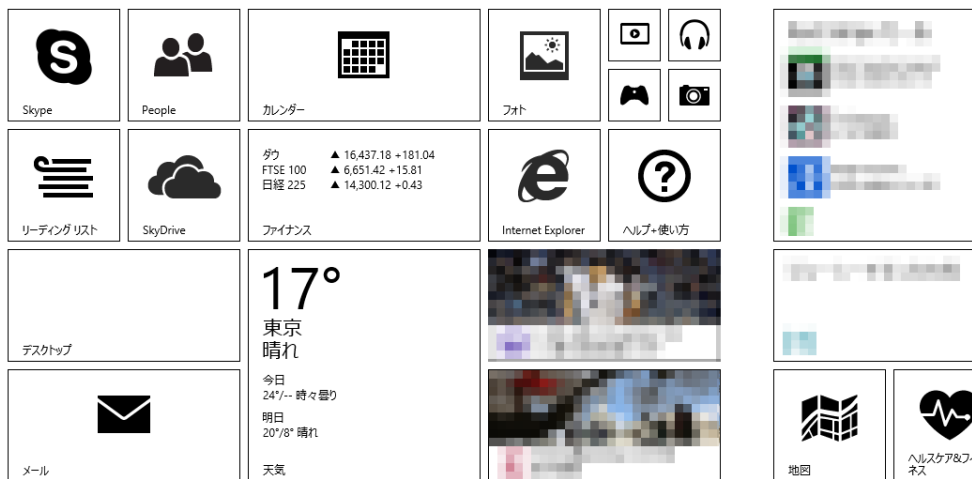 Skype
People
カレンダー
フォト
リーディング リスト
SkyDrive
ダウ ▲ 16,437.18 +181.04
FTSE 100 ▲ 6,651.42 +15.81
日経 225 ▲ 14,300.12 +0.43
ファイナンス
Internet Explorer
ヘルプ+使い方
デスクトップ
17°
東京
晴れ
今日
24°/-- 時々曇り
明日
20°/8° 晴れ
天気
メール
地図
ヘルスケア&フィ
ネス